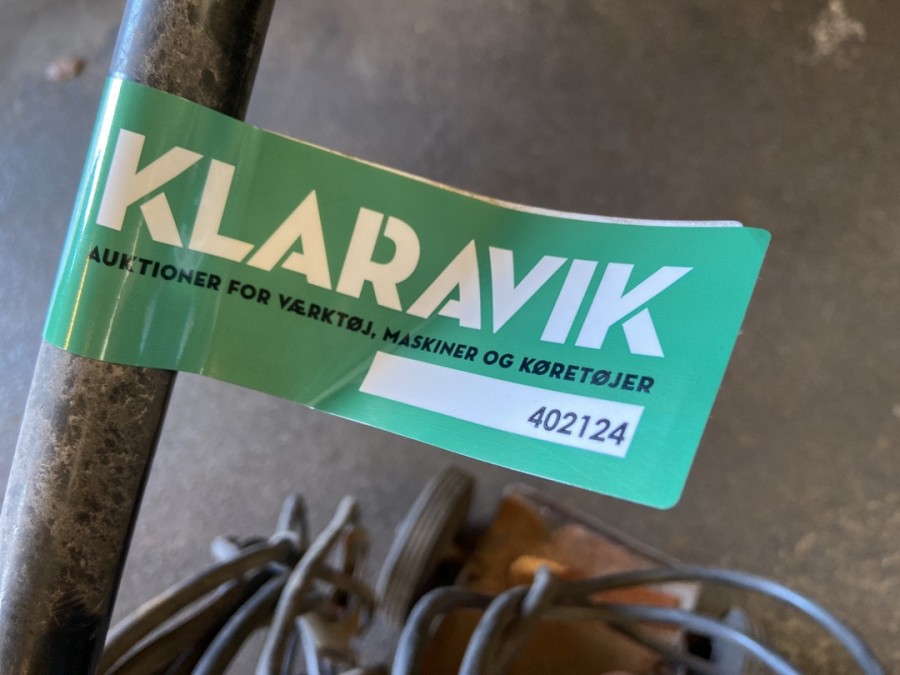 KLARAVIK
AUKTIONER FOR VÆRKTØJ, MASKINER OG KØRETØJER
402124